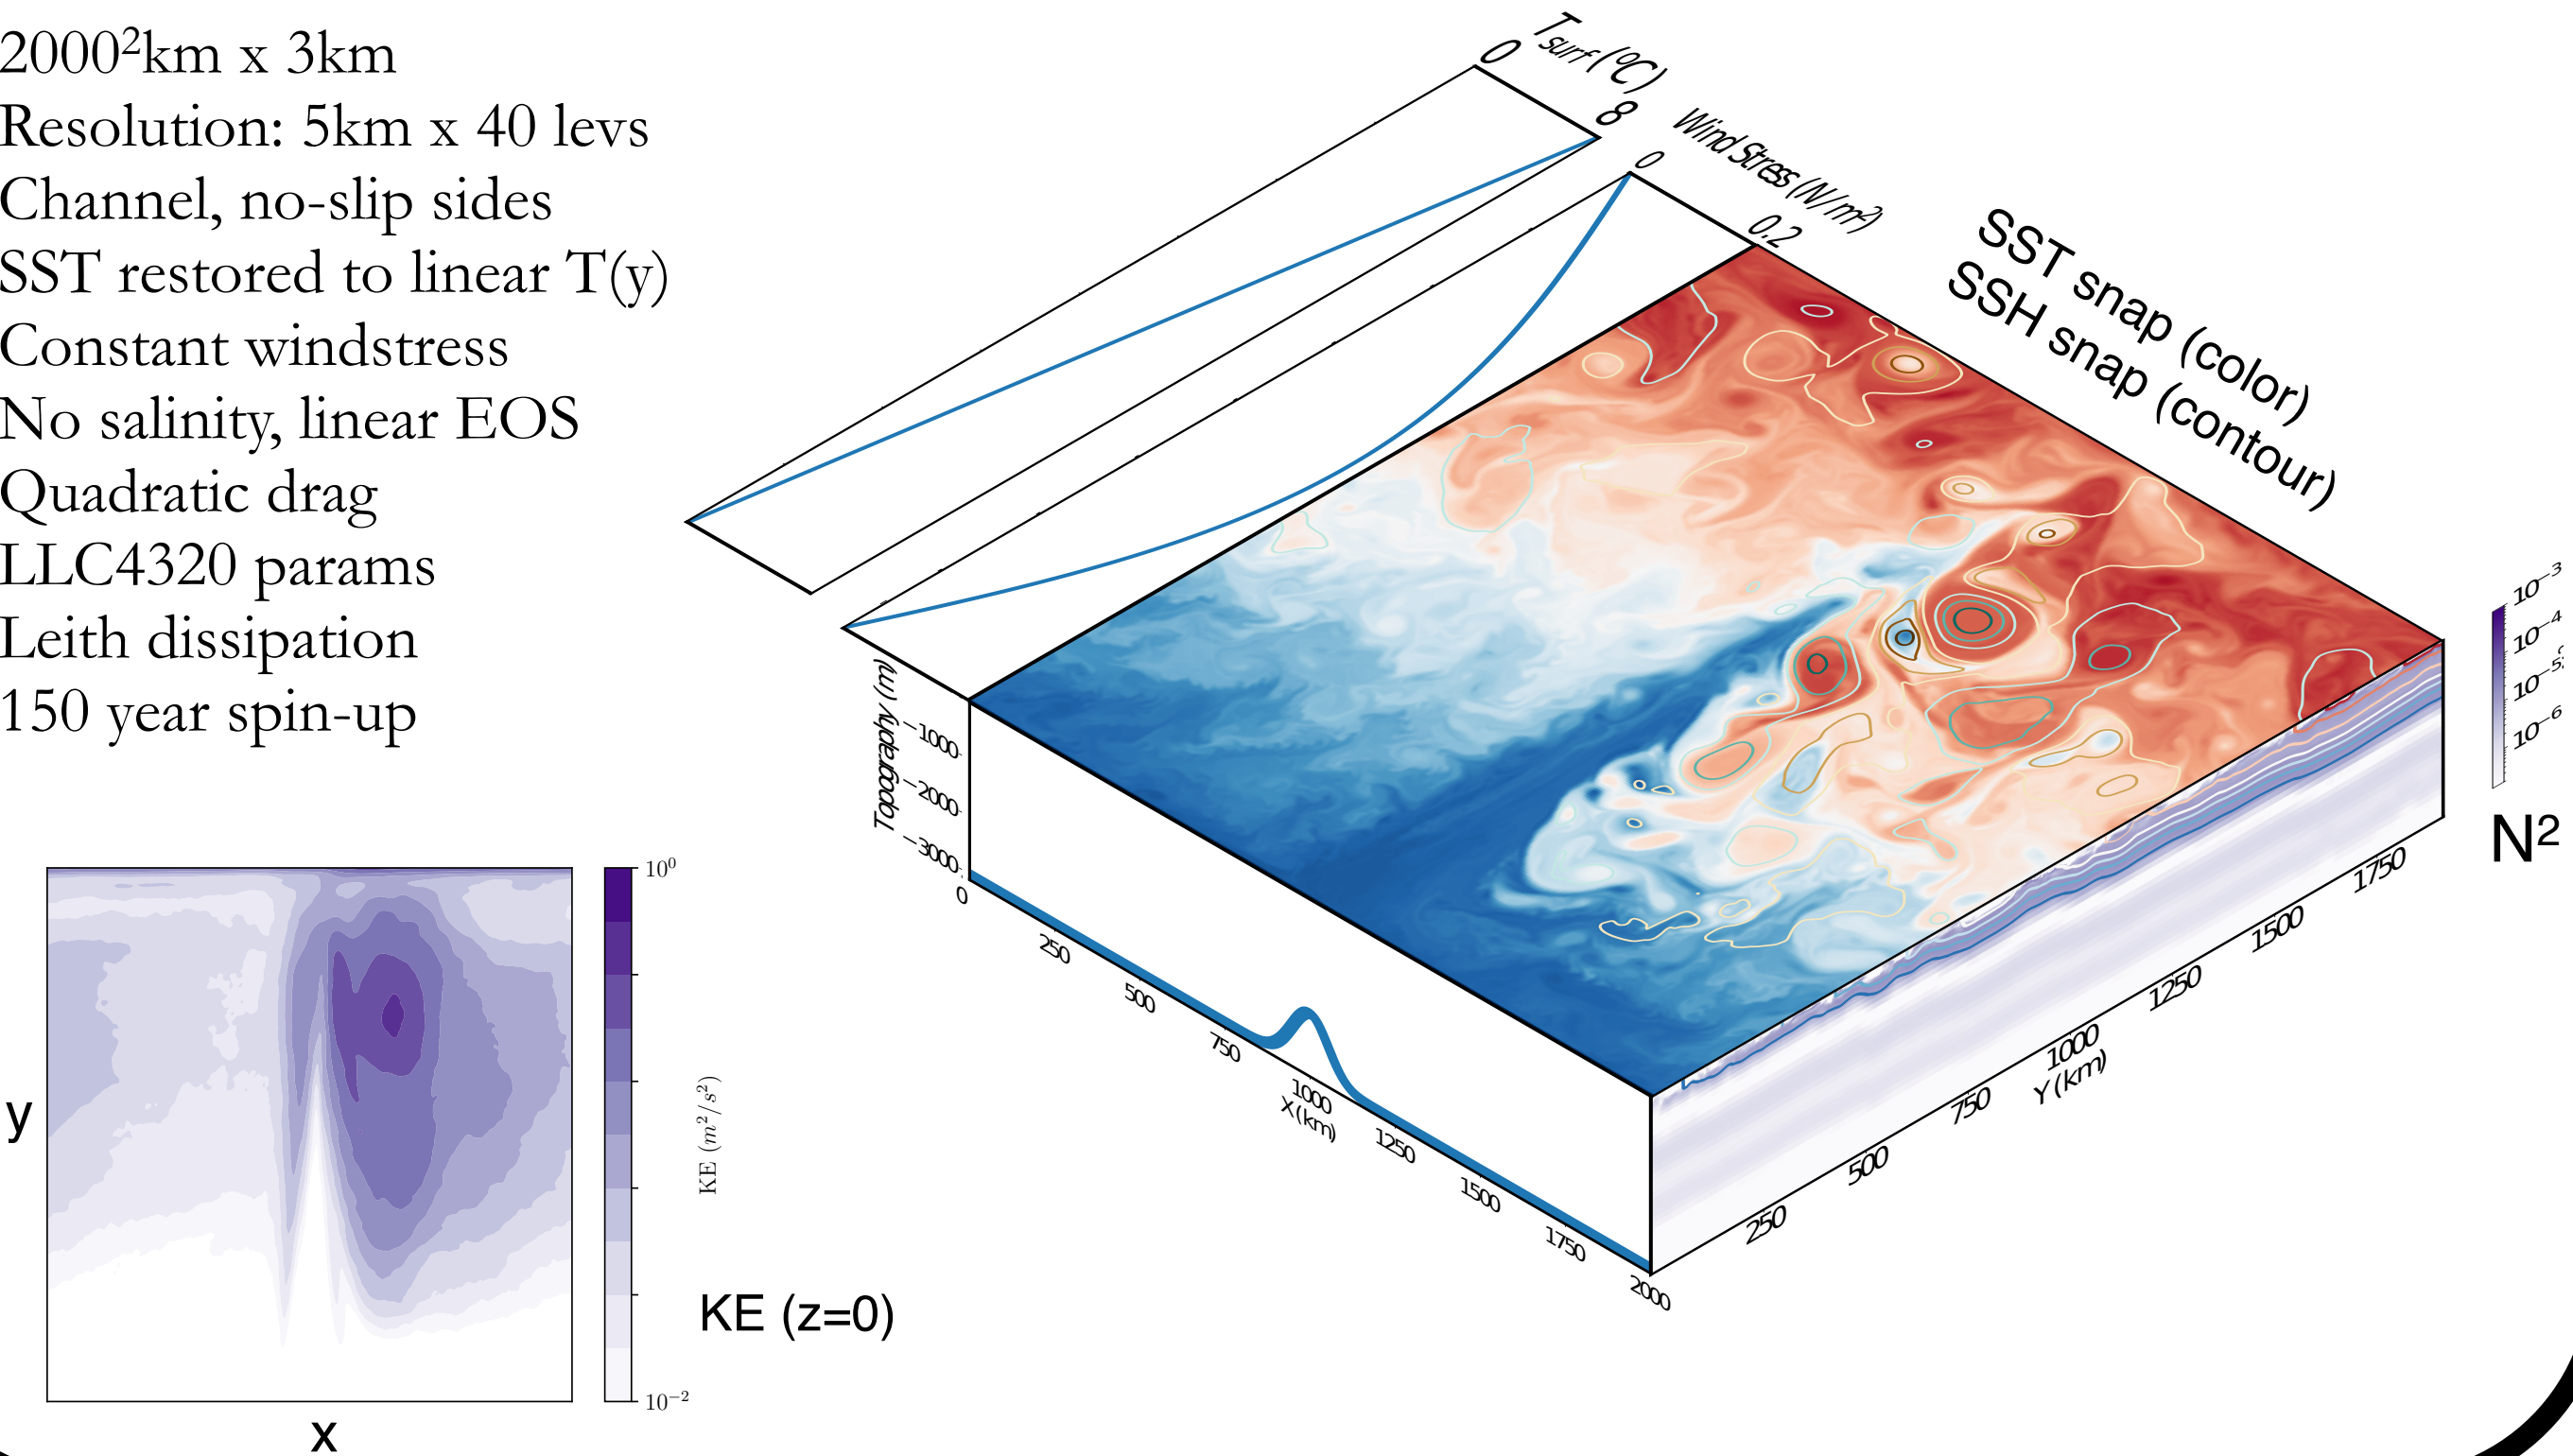 2000²km x 3km
Resolution: 5km x 40 levs
Channel, no-slip sides
SST restored to linear T(y)
Constant windstress
No salinity, linear EOS
Quadratic drag
LLC4320 params
Leith dissipation
150 year spin-up
T surf (ºC)
0
8
Wind Stress (N/m²)
0
0.2
SST snap (color)
SSH snap (contour)
Topography (m)
−1000
−2000
−3000
0
250
500
750
1000
1250
1500
1750
2000
X (km)
250
500
750
1000
1250
1500
1750
Y (km)
10⁻³
10⁻⁴
10⁻⁵
10⁻⁶
N²
y
x
10⁰
10⁻²
KE (m²/s²)
KE (z=0)